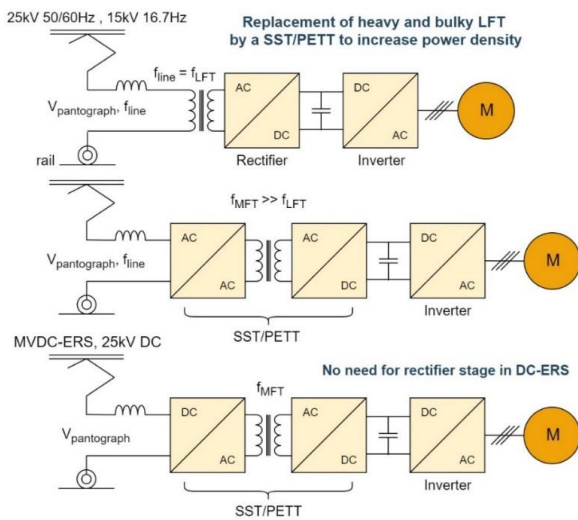 25kV 50/60Hz , 15kV 16.7Hz
Replacement of heavy and bulky LFT
by a SST/PETT to increase power density
fline = fLFT
AC
DC
DC
AC
M
Vpantograph, fline
rail
Rectifier
Inverter
fMFT >> fLFT
AC
AC
AC
DC
DC
AC
M
Vpantograph, fline
SST/PETT
Inverter
MVDC-ERS, 25kV DC
No need for rectifier stage in DC-ERS
fMFT
DC
AC
AC
DC
DC
AC
M
Vpantograph
SST/PETT
Inverter